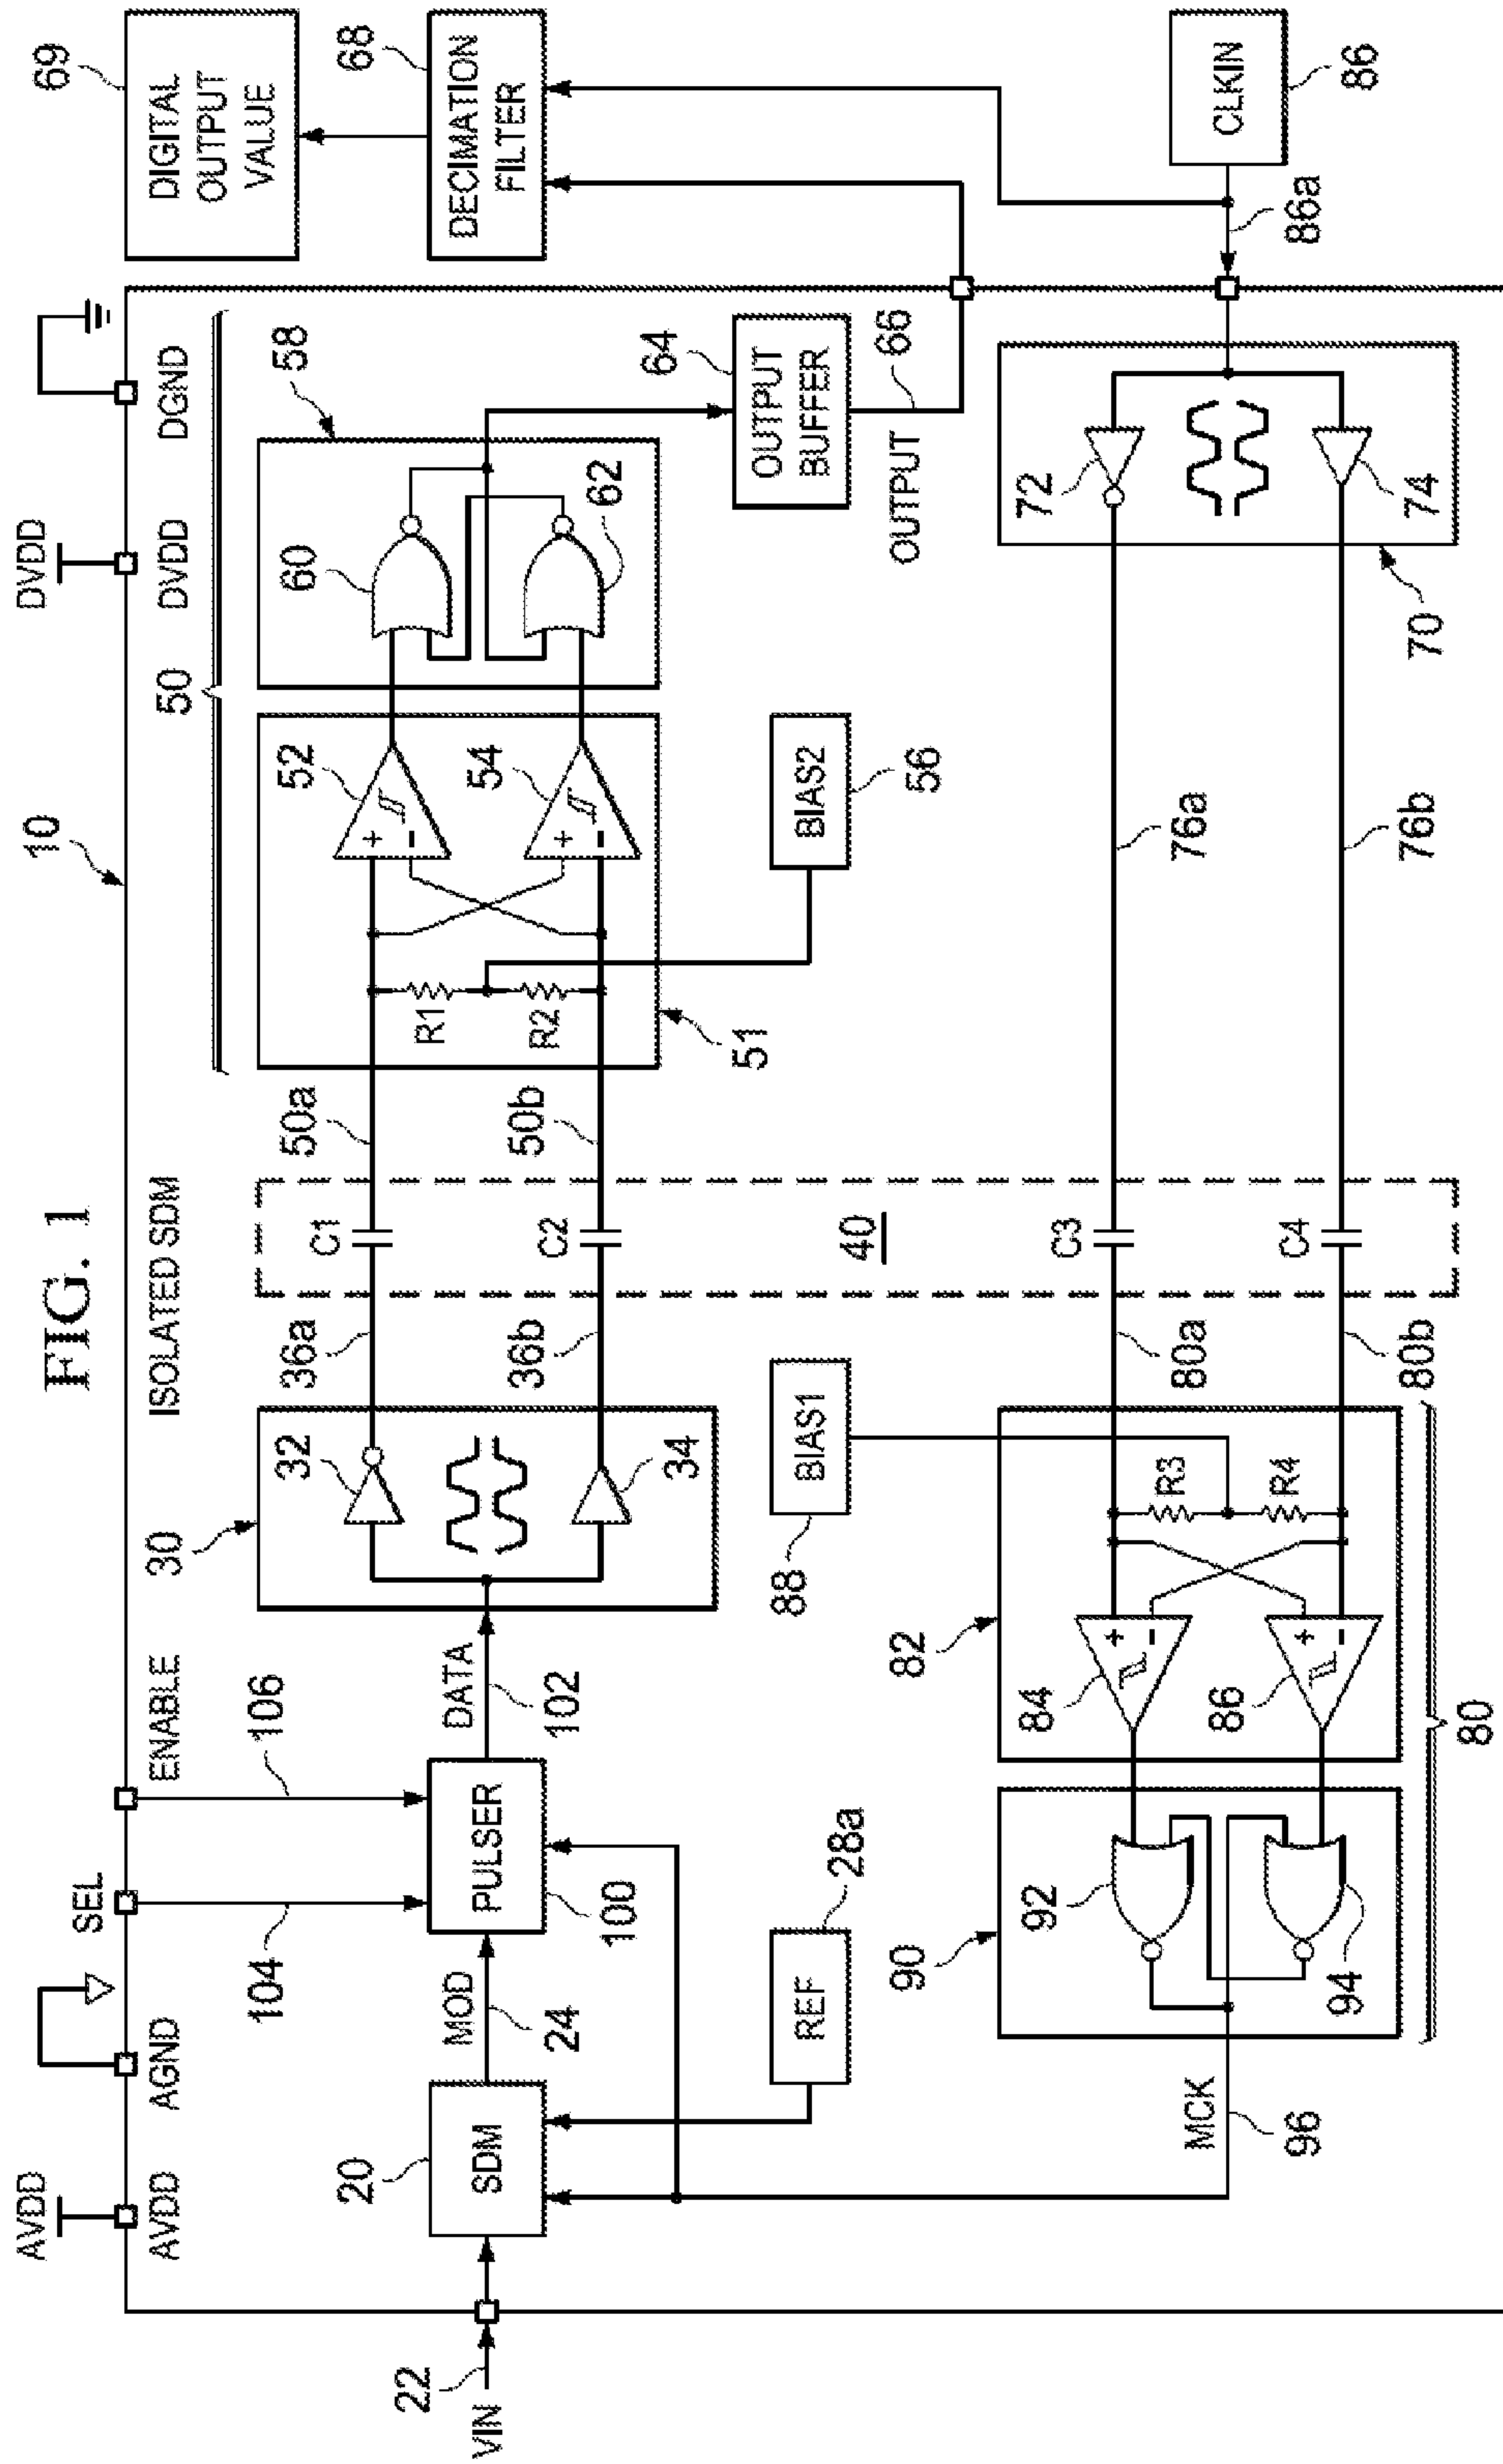 FIG. 1
10
ISOLATED SDM
AVDD
AVDD
AGND
SEL
ENABLE
DVDD
DVDD
DGND
104
106
22
VIN
20
SDM
MOD
24
PULSER
100
DATA
102
30
32
34
36a
36b
C1
C2
40
C3
C4
50
50a
50b
51
R1
R2
52
+
−
54
+
−
BIAS2
56
58
60
62
64
OUTPUT
BUFFER
66
OUTPUT
68
DECIMATION
FILTER
69
DIGITAL
OUTPUT
VALUE
REF
28a
BIAS1
88
MCK
96
90
92
94
80
82
84
+
−
86
+
−
R3
R4
80a
80b
76a
76b
70
72
74
86a
CLKIN
86